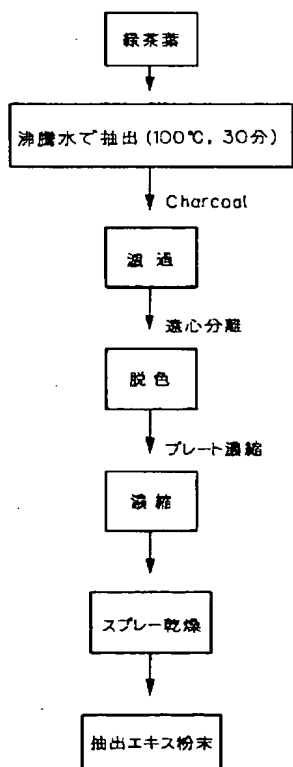 緑茶葉
沸騰水で抽出(100℃, 30分)
Charcoal
濾過
遠心分離
脱色
プレート濃縮
濃縮
スプレー乾燥
抽出エキス粉末